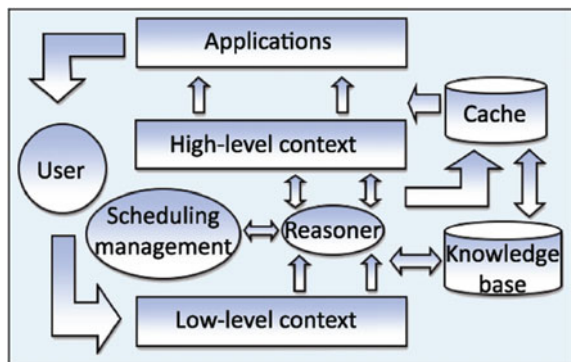 Applications
Cache
High-level context
User
Scheduling
management
Reasoner
Knowledge
base
Low-level context